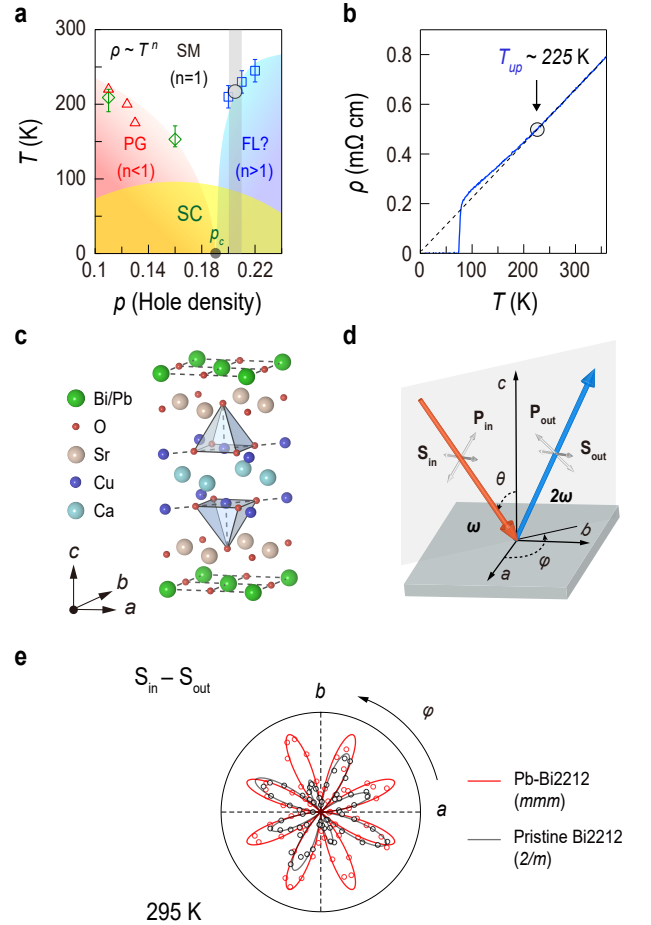 a
ρ ~ Tⁿ
SM
(n=1)
PG
(n<1)
FL?
(n>1)
SC
p_c
300
200
100
0
0.1
0.14
0.18
0.22
T (K)
p (Hole density)
b
T_up ~ 225 K
0.8
0.6
0.4
0.2
0
0
100
200
300
ρ (mΩ cm)
T (K)
c
Bi/Pb
O
Sr
Cu
Ca
c
b
a
d
c
P_in
S_in
P_out
S_out
θ
ω
2ω
a
b
φ
e
S_in – S_out
b
φ
a
Pb-Bi2212
(mmm)
Pristine Bi2212
(2/m)
295 K